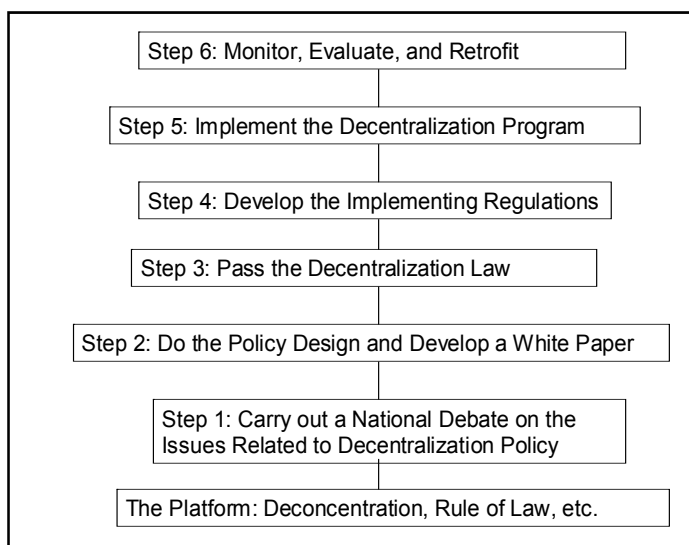 Step 6: Monitor, Evaluate, and Retrofit
Step 5: Implement the Decentralization Program
Step 4: Develop the Implementing Regulations
Step 3: Pass the Decentralization Law
Step 2: Do the Policy Design and Develop a White Paper
Step 1: Carry out a National Debate on the
Issues Related to Decentralization Policy
The Platform: Deconcentration, Rule of Law, etc.